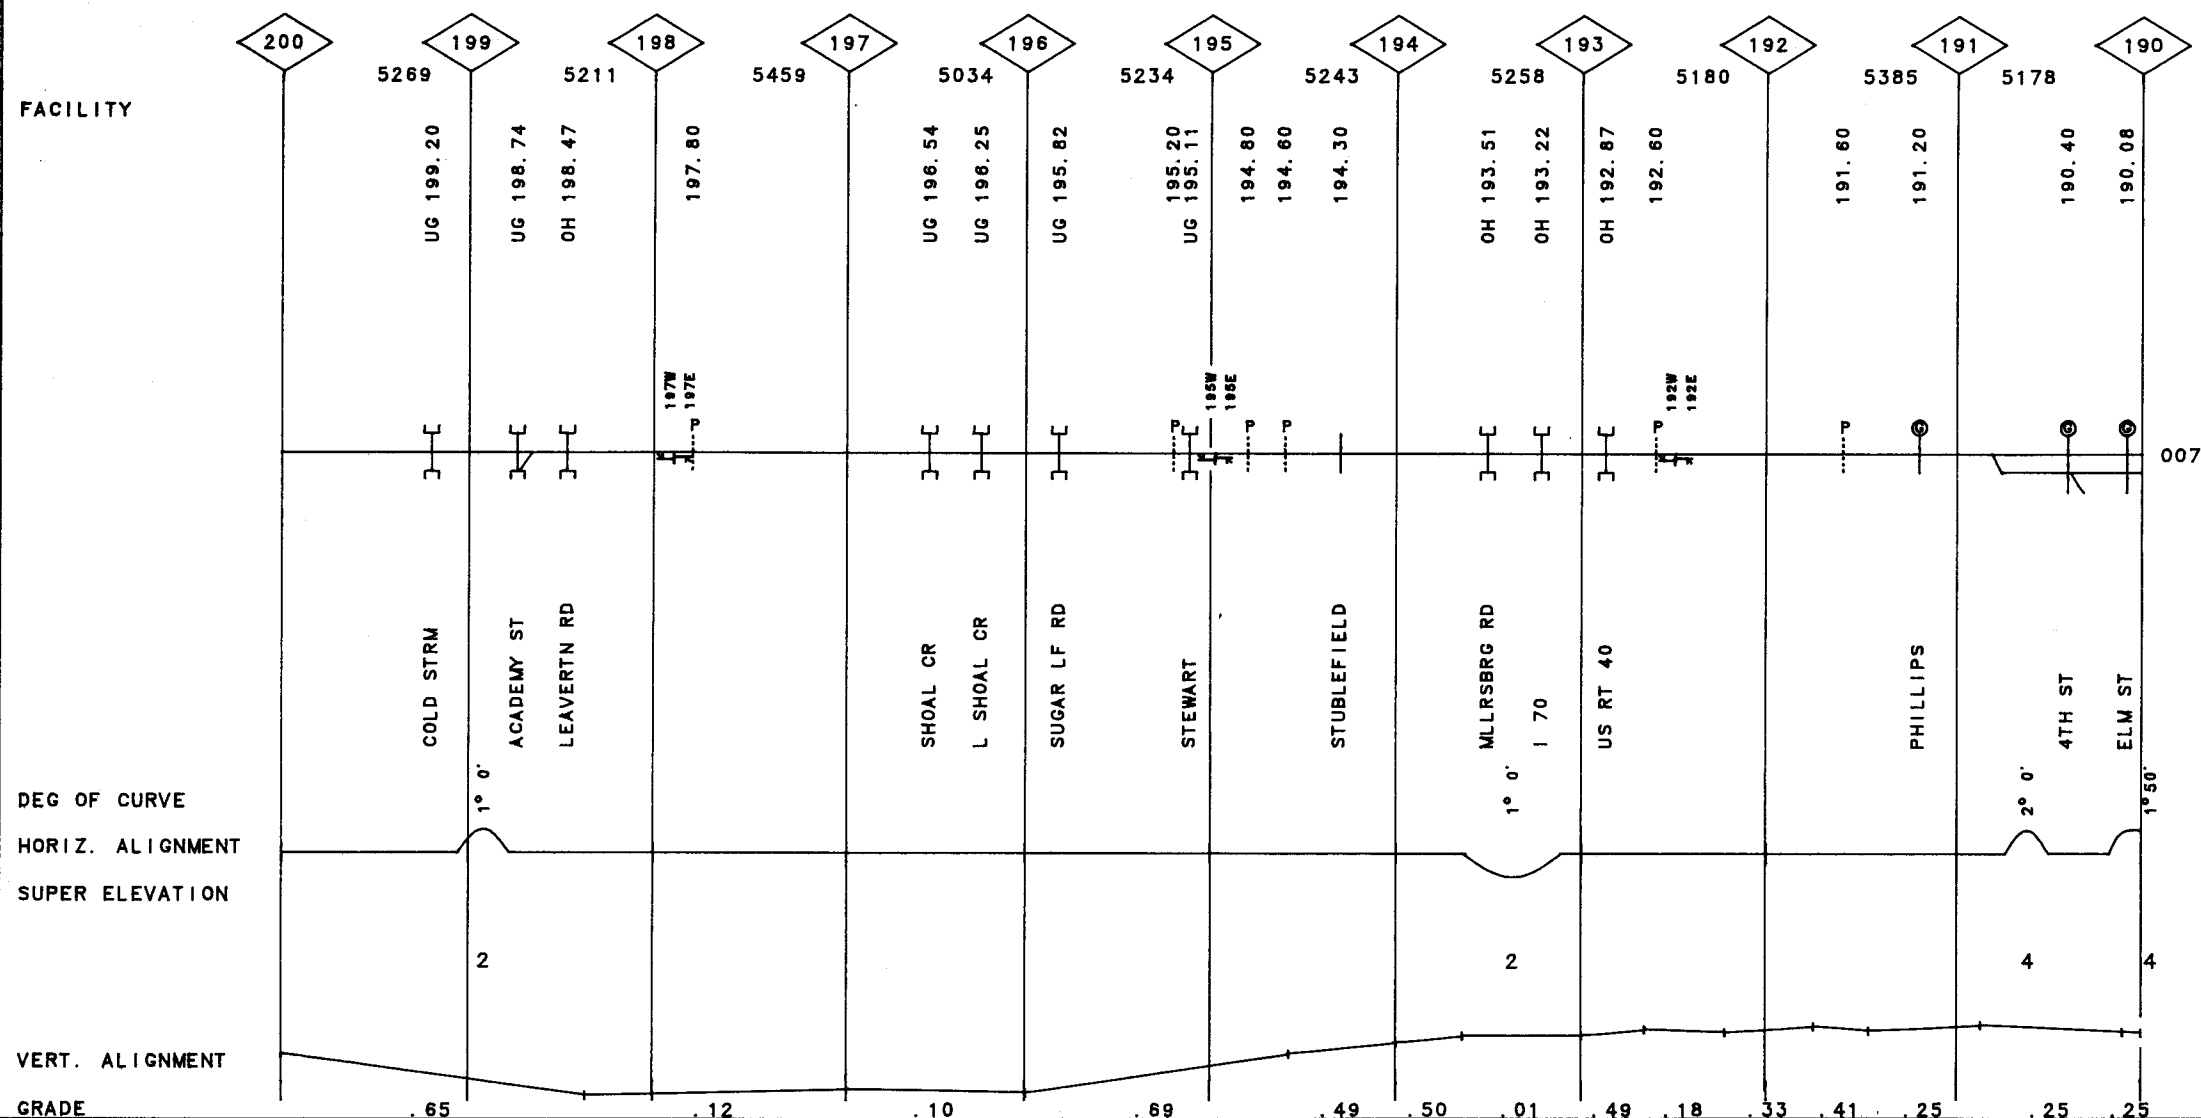 200 199 198 197 196 195 194 193 192 191 190
5269 5211 5459 5034 5234 5243 5258 5180 5385 5178
FACILITY
UG 199.20
UG 198.74
OH 198.47
197.80
UG 196.54
UG 196.25
UG 195.82
195.20
UG 195.11
194.80
194.60
194.30
OH 193.51
OH 193.22
OH 192.87
192.60
191.60
191.20
190.40
190.08
197W
197E
195W
195E
192W
192E
P P P P P P G G G
007
COLD STRM
ACADEMY ST
LEAVERTN RD
SHOAL CR
L SHOAL CR
SUGAR LF RD
STEWART
STUBLEFIELD
MLLRSBRG RD
I 70
US RT 40
PHILLIPS
4TH ST
ELM ST
DEG OF CURVE
1° 0'
1° 0'
2° 0'
1° 50'
HORIZ. ALIGNMENT
SUPER ELEVATION
2 2 4 4
VERT. ALIGNMENT
GRADE .65 .12 .10 .69 .49 .50 .01 .49 .18 .33 .41 .25 .25 .25